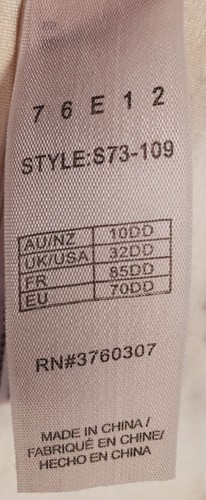 7 6 E 1 2
STYLE:S73-109
AU/NZ 10DD
UK/USA 32DD
FR 85DD
EU 70DD
RN#3760307
MADE IN CHINA /
FABRIQUÉ EN CHINE/
HECHO EN CHINA